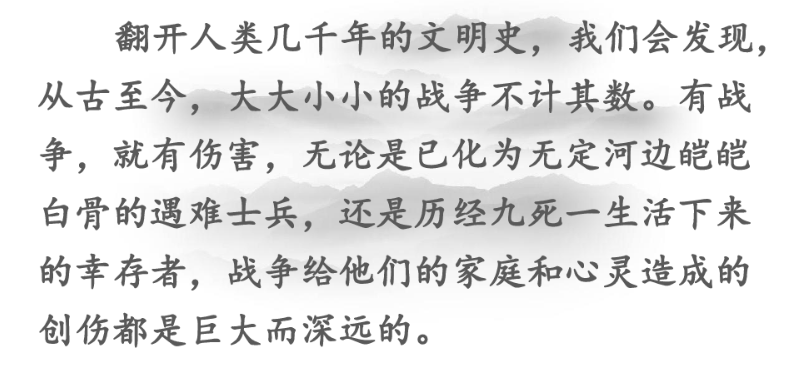 翻开人类几千年的文明史，我们会发现，
从古至今，大大小小的战争不计其数。有战
争，就有伤害，无论是已化为无定河边皑皑
白骨的遇难士兵，还是历经九死一生活下来
的幸存者，战争给他们的家庭和心灵造成的
创伤都是巨大而深远的。